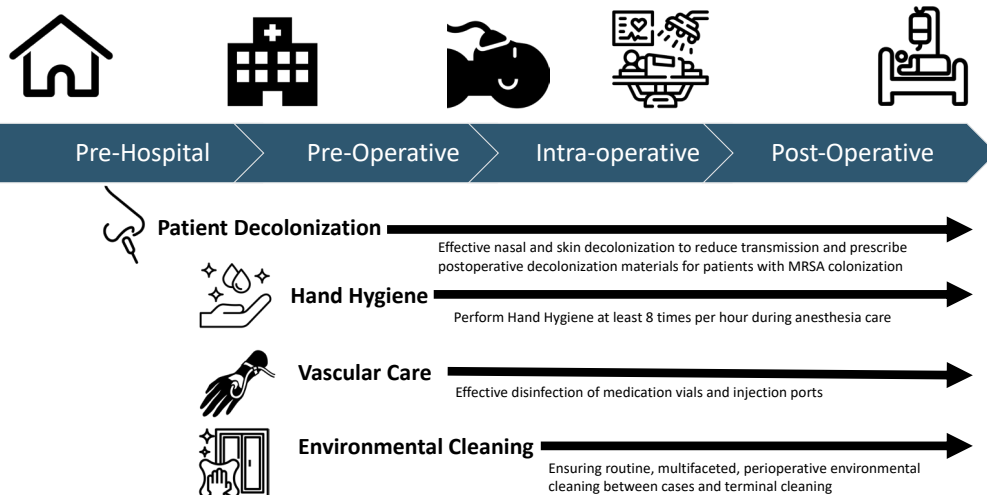 Pre-Hospital
Pre-Operative
Intra-operative
Post-Operative
Patient Decolonization
Effective nasal and skin decolonization to reduce transmission and prescribe
postoperative decolonization materials for patients with MRSA colonization
Hand Hygiene
Perform Hand Hygiene at least 8 times per hour during anesthesia care
Vascular Care
Effective disinfection of medication vials and injection ports
Environmental Cleaning
Ensuring routine, multifaceted, perioperative environmental
cleaning between cases and terminal cleaning